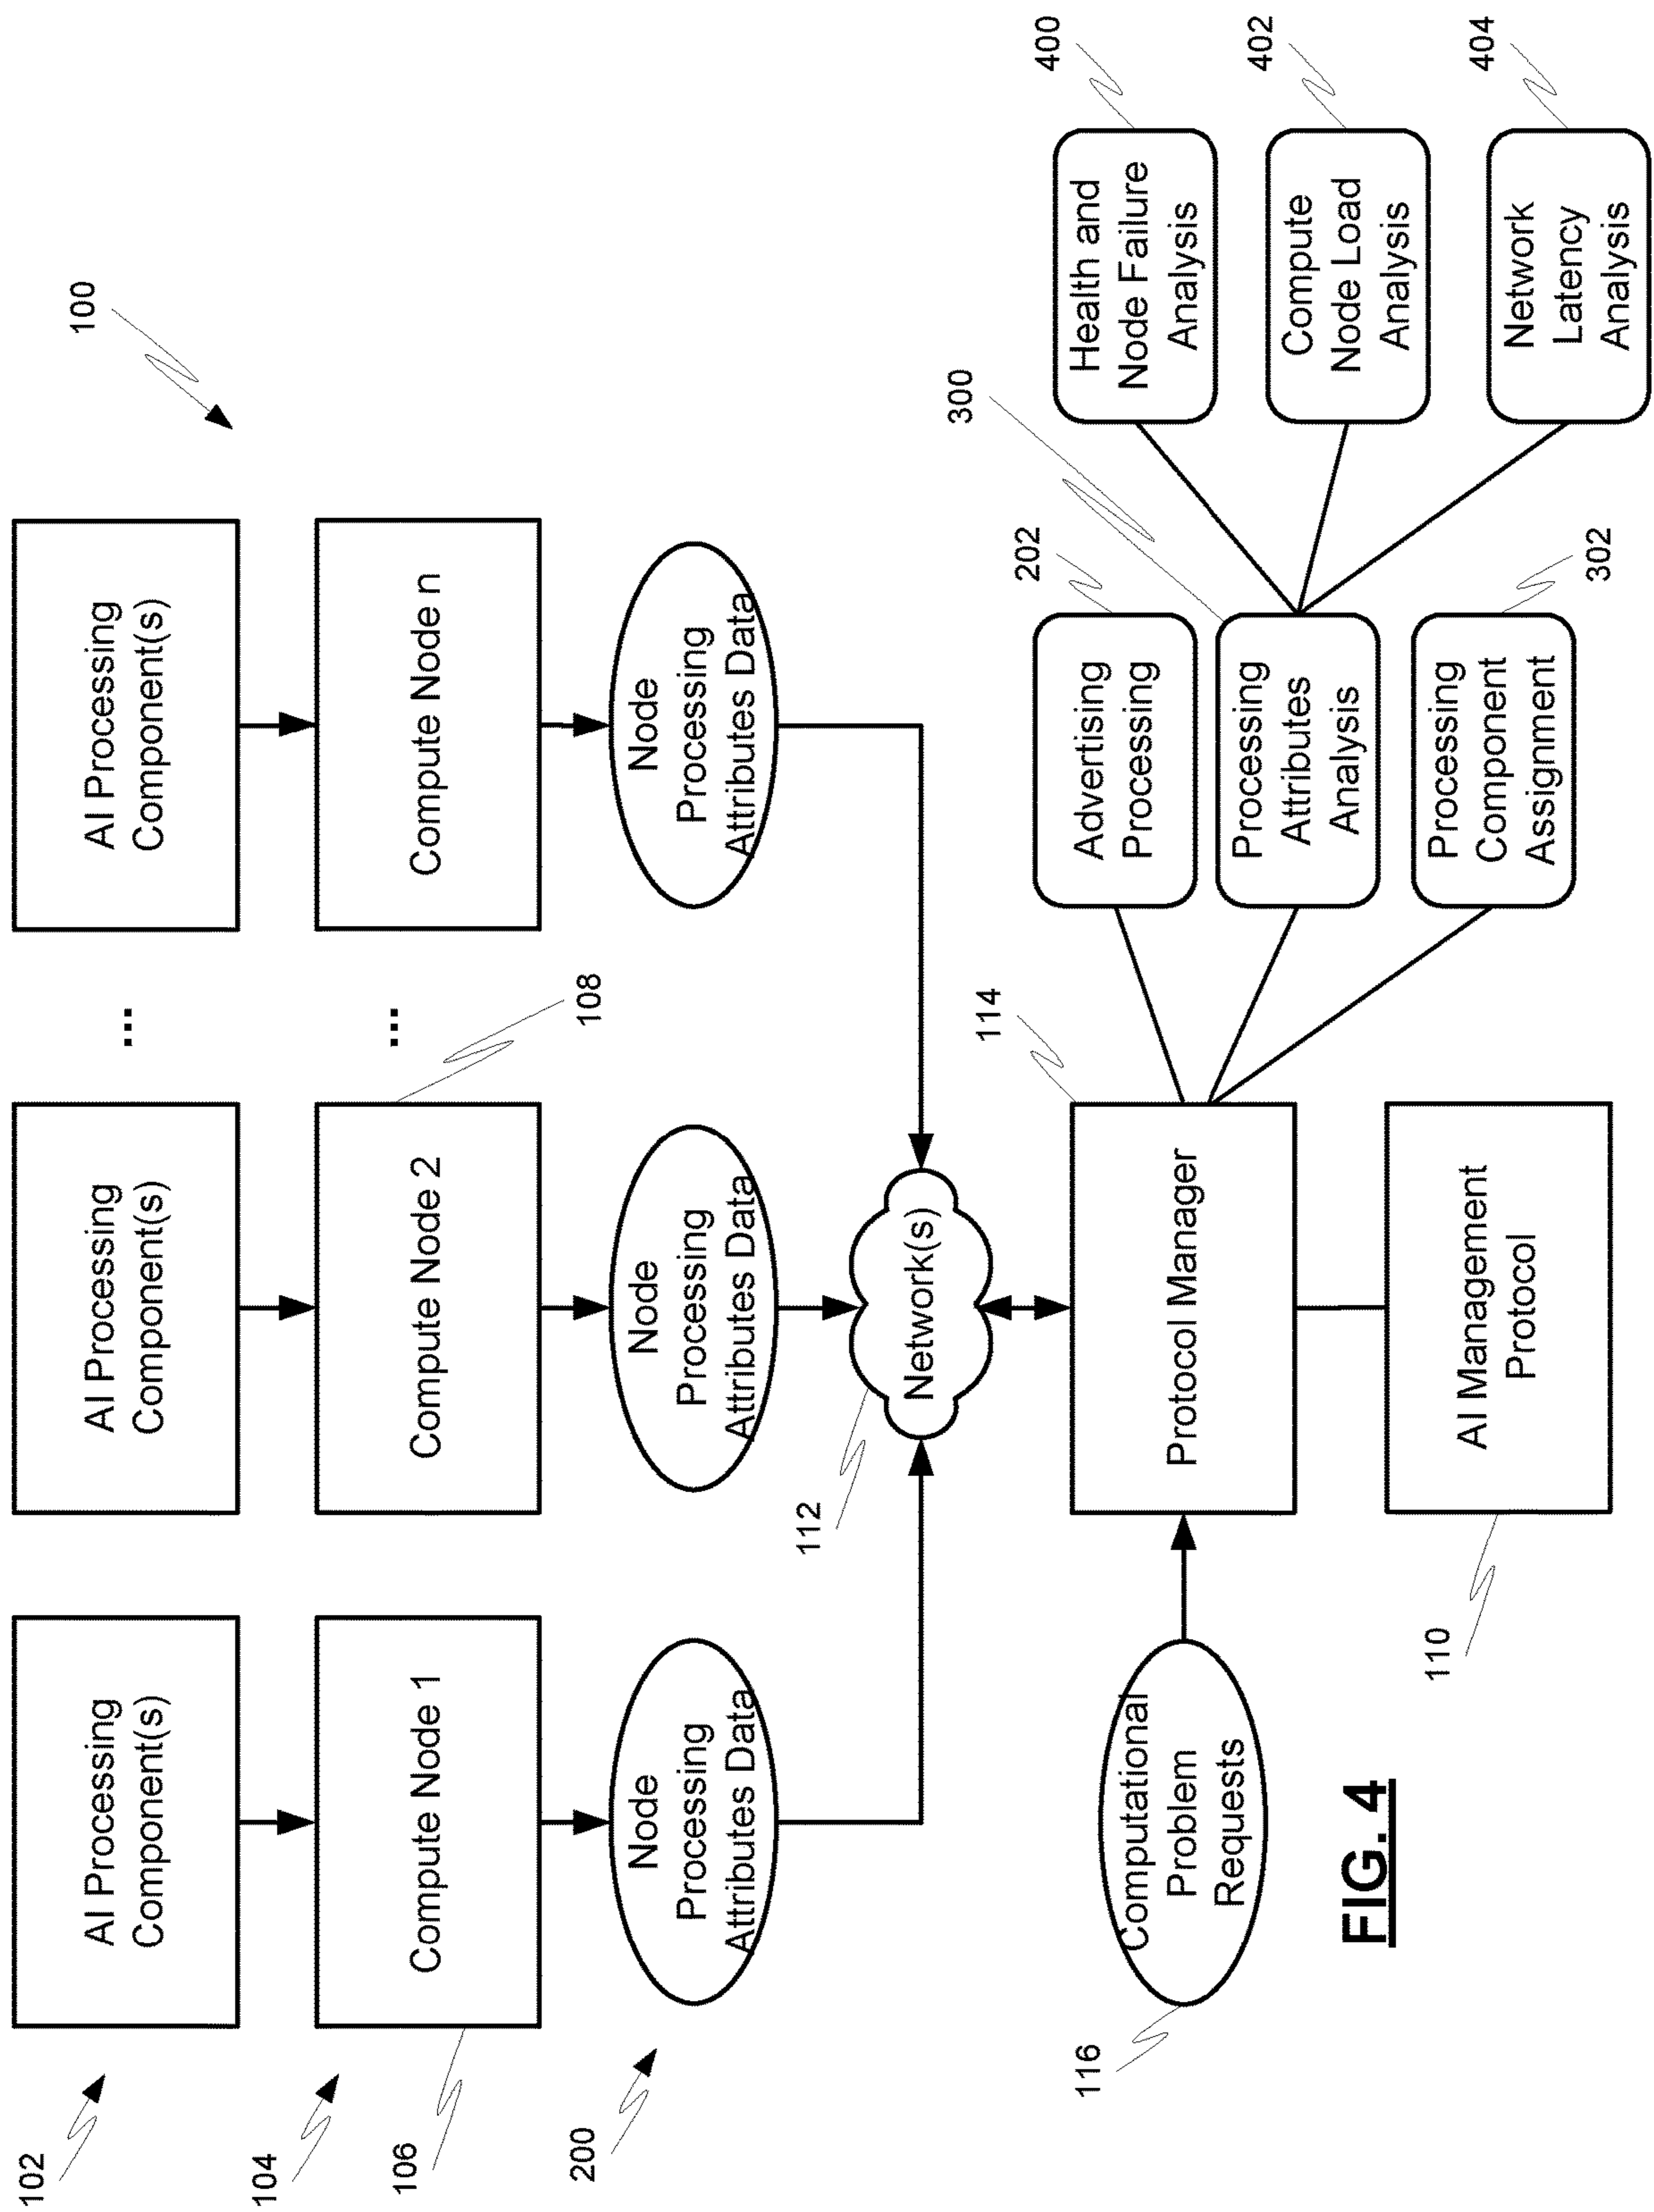 100
102
AI Processing
Component(s)
AI Processing
Component(s)
...
AI Processing
Component(s)
104
106
Compute Node 1
Compute Node 2
108
...
Compute Node n
200
Node
Processing
Attributes Data
Node
Processing
Attributes Data
Node
Processing
Attributes Data
112
Network(s)
116
Computational
Problem
Requests
Protocol Manager
114
110
AI Management
Protocol
202
Advertising
Processing
300
Processing
Attributes
Analysis
302
Processing
Component
Assignment
400
Health and
Node Failure
Analysis
402
Compute
Node Load
Analysis
404
Network
Latency
Analysis
FIG. 4